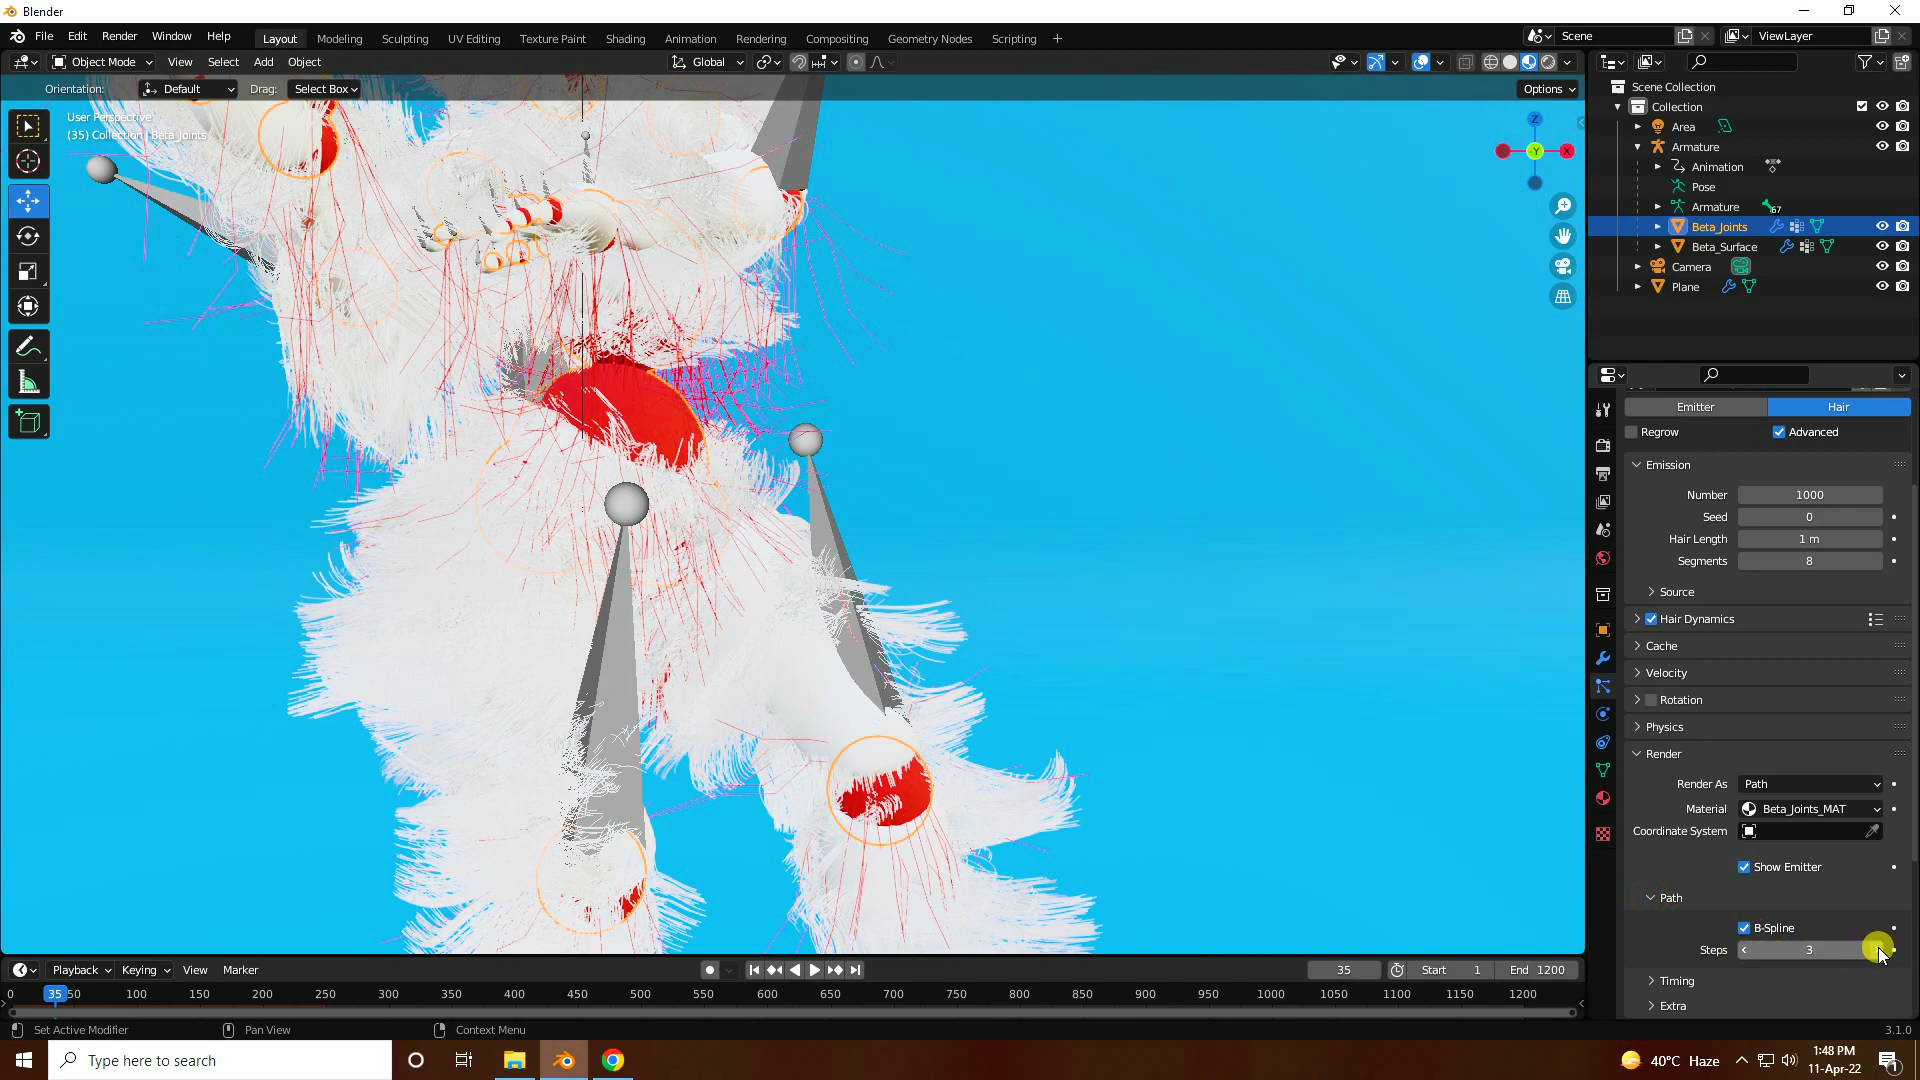 Blender
File Edit Render Window Help Layout Modeling Sculpting UV Editing Texture Paint Shading Animation Rendering Compositing Geometry Nodes Scripting + Scene ViewLayer
Object Mode View Select Add Object Global
Orientation: Default Drag: Select Box Options
User Perspective
(35) Collection | Beta_Joints
Z
-Y
X
Scene Collection
Collection
Area
Armature
Animation
Pose
Armature 67
Beta_Joints
Beta_Surface
Camera
Plane
Emitter Hair
Regrow Advanced
Emission
Number 1000
Seed 0
Hair Length 1 m
Segments 8
Source
Hair Dynamics
Cache
Velocity
Rotation
Physics
Render
Render As Path
Material Beta_Joints_MAT
Coordinate System
Show Emitter
Path
B-Spline
Steps 3
Timing
Extra
Playback Keying View Marker 35 Start 1 End 1200
0 35 50 100 150 200 250 300 350 400 450 500 550 600 650 700 750 800 850 900 950 1000 1050 1100 1150 1200
Set Active Modifier Pan View Context Menu 3.1.0
Type here to search 40°C Haze 1:48 PM
11-Apr-22 1